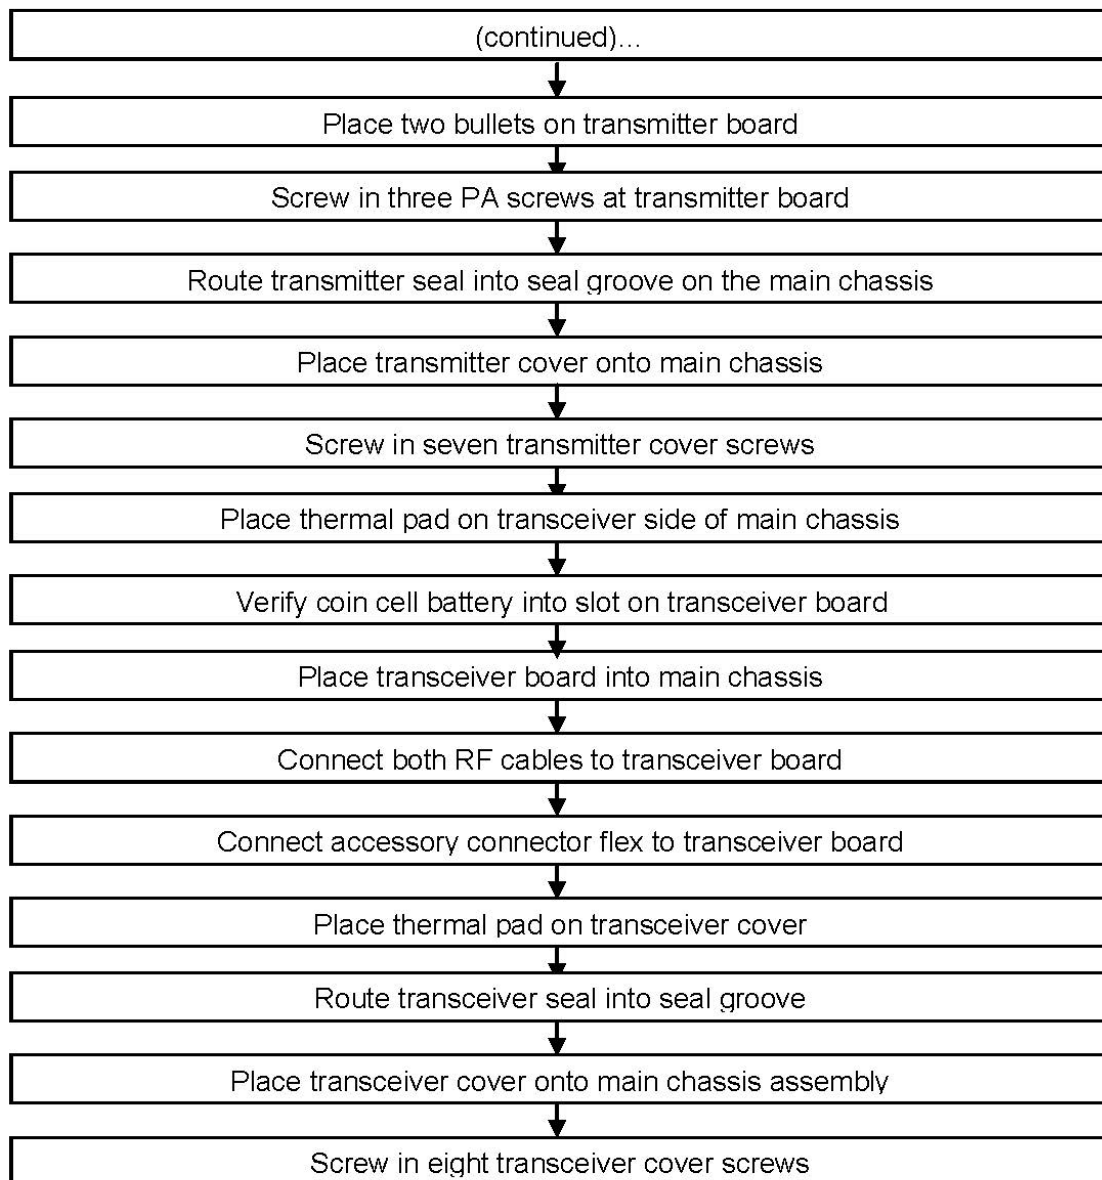 (continued)...
Place two bullets on transmitter board
Screw in three PA screws at transmitter board
Route transmitter seal into seal groove on the main chassis
Place transmitter cover onto main chassis
Screw in seven transmitter cover screws
Place thermal pad on transceiver side of main chassis
Verify coin cell battery into slot on transceiver board
Place transceiver board into main chassis
Connect both RF cables to transceiver board
Connect accessory connector flex to transceiver board
Place thermal pad on transceiver cover
Route transceiver seal into seal groove
Place transceiver cover onto main chassis assembly
Screw in eight transceiver cover screws